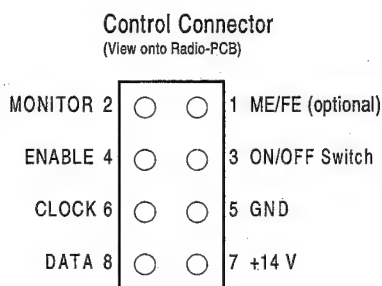 Control Connector
(View onto Radio-PCB)
MONITOR 2 1 ME/FE (optional)
ENABLE 4 3 ON/OFF Switch
CLOCK 6 5 GND
DATA 8 7 +14 V